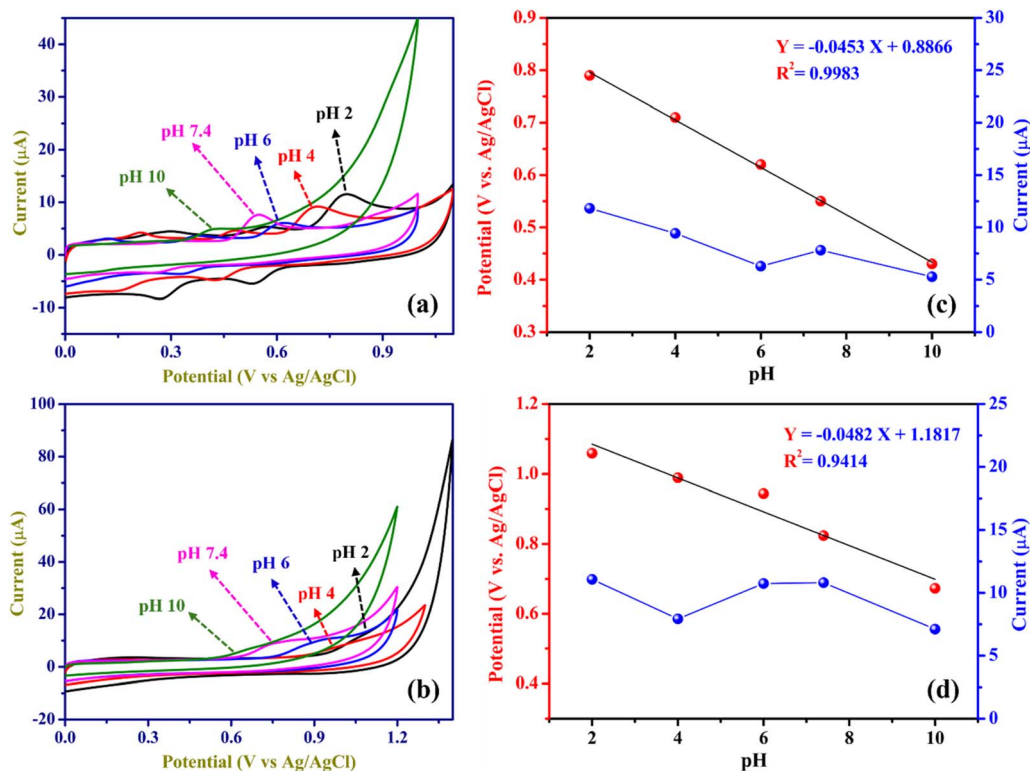 40
30
20
10
0
-10
Current (µA)
pH 2
pH 7.4
pH 6
pH 4
pH 10
(a)
0.0 0.3 0.6 0.9
Potential (V vs Ag/AgCl)
0.9
0.8
0.7
0.6
0.5
0.4
0.3
Potential (V vs. Ag/AgCl)
Y = -0.0453 X + 0.8866
R² = 0.9983
30
25
20
15
10
5
0
Current (µA)
(c)
2 4 6 8 10
pH
100
80
60
40
20
0
-20
Current (µA)
pH 7.4
pH 6
pH 2
pH 4
pH 10
(b)
0.0 0.3 0.6 0.9 1.2
Potential (V vs Ag/AgCl)
1.2
1.0
0.8
0.6
0.4
Potential (V vs. Ag/AgCl)
Y = -0.0482 X + 1.1817
R² = 0.9414
25
20
15
10
5
0
Current (µA)
(d)
2 4 6 8 10
pH